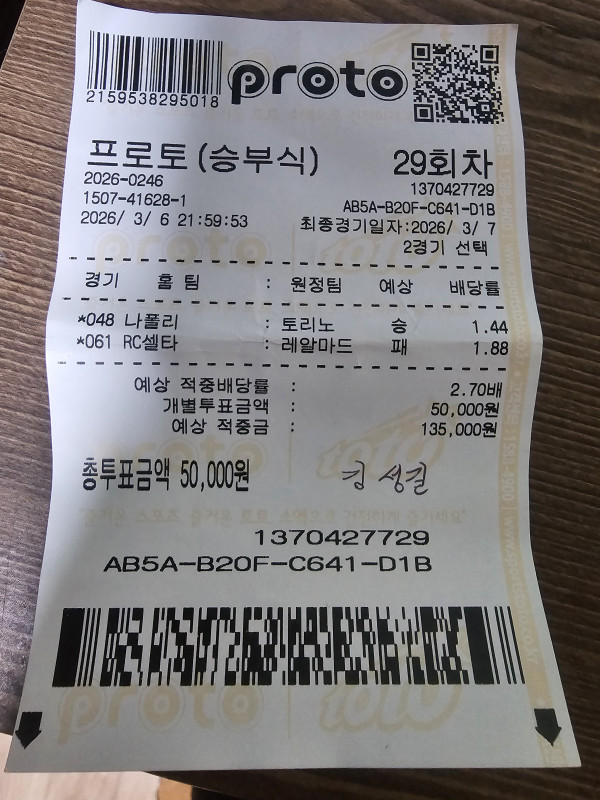 proto
2159538295018
프로토(승부식) 29회차
2026-0246 1370427729
1507-41628-1 AB5A-B20F-C641-D1B
2026/ 3/ 6 21:59:53 최종경기일자:2026/ 3/ 7
2경기 선택
경기 홈 팀 : 원정팀 예상 배당률
*048 나폴리 : 토리노 승 1.44
*061 RC셀타 : 레알마드 패 1.88
예상 적중배당률 : 2.70배
개별투표금액 : 50,000원
예상 적중금 : 135,000원
총투표금액 50,000원
1370427729
AB5A-B20F-C641-D1B